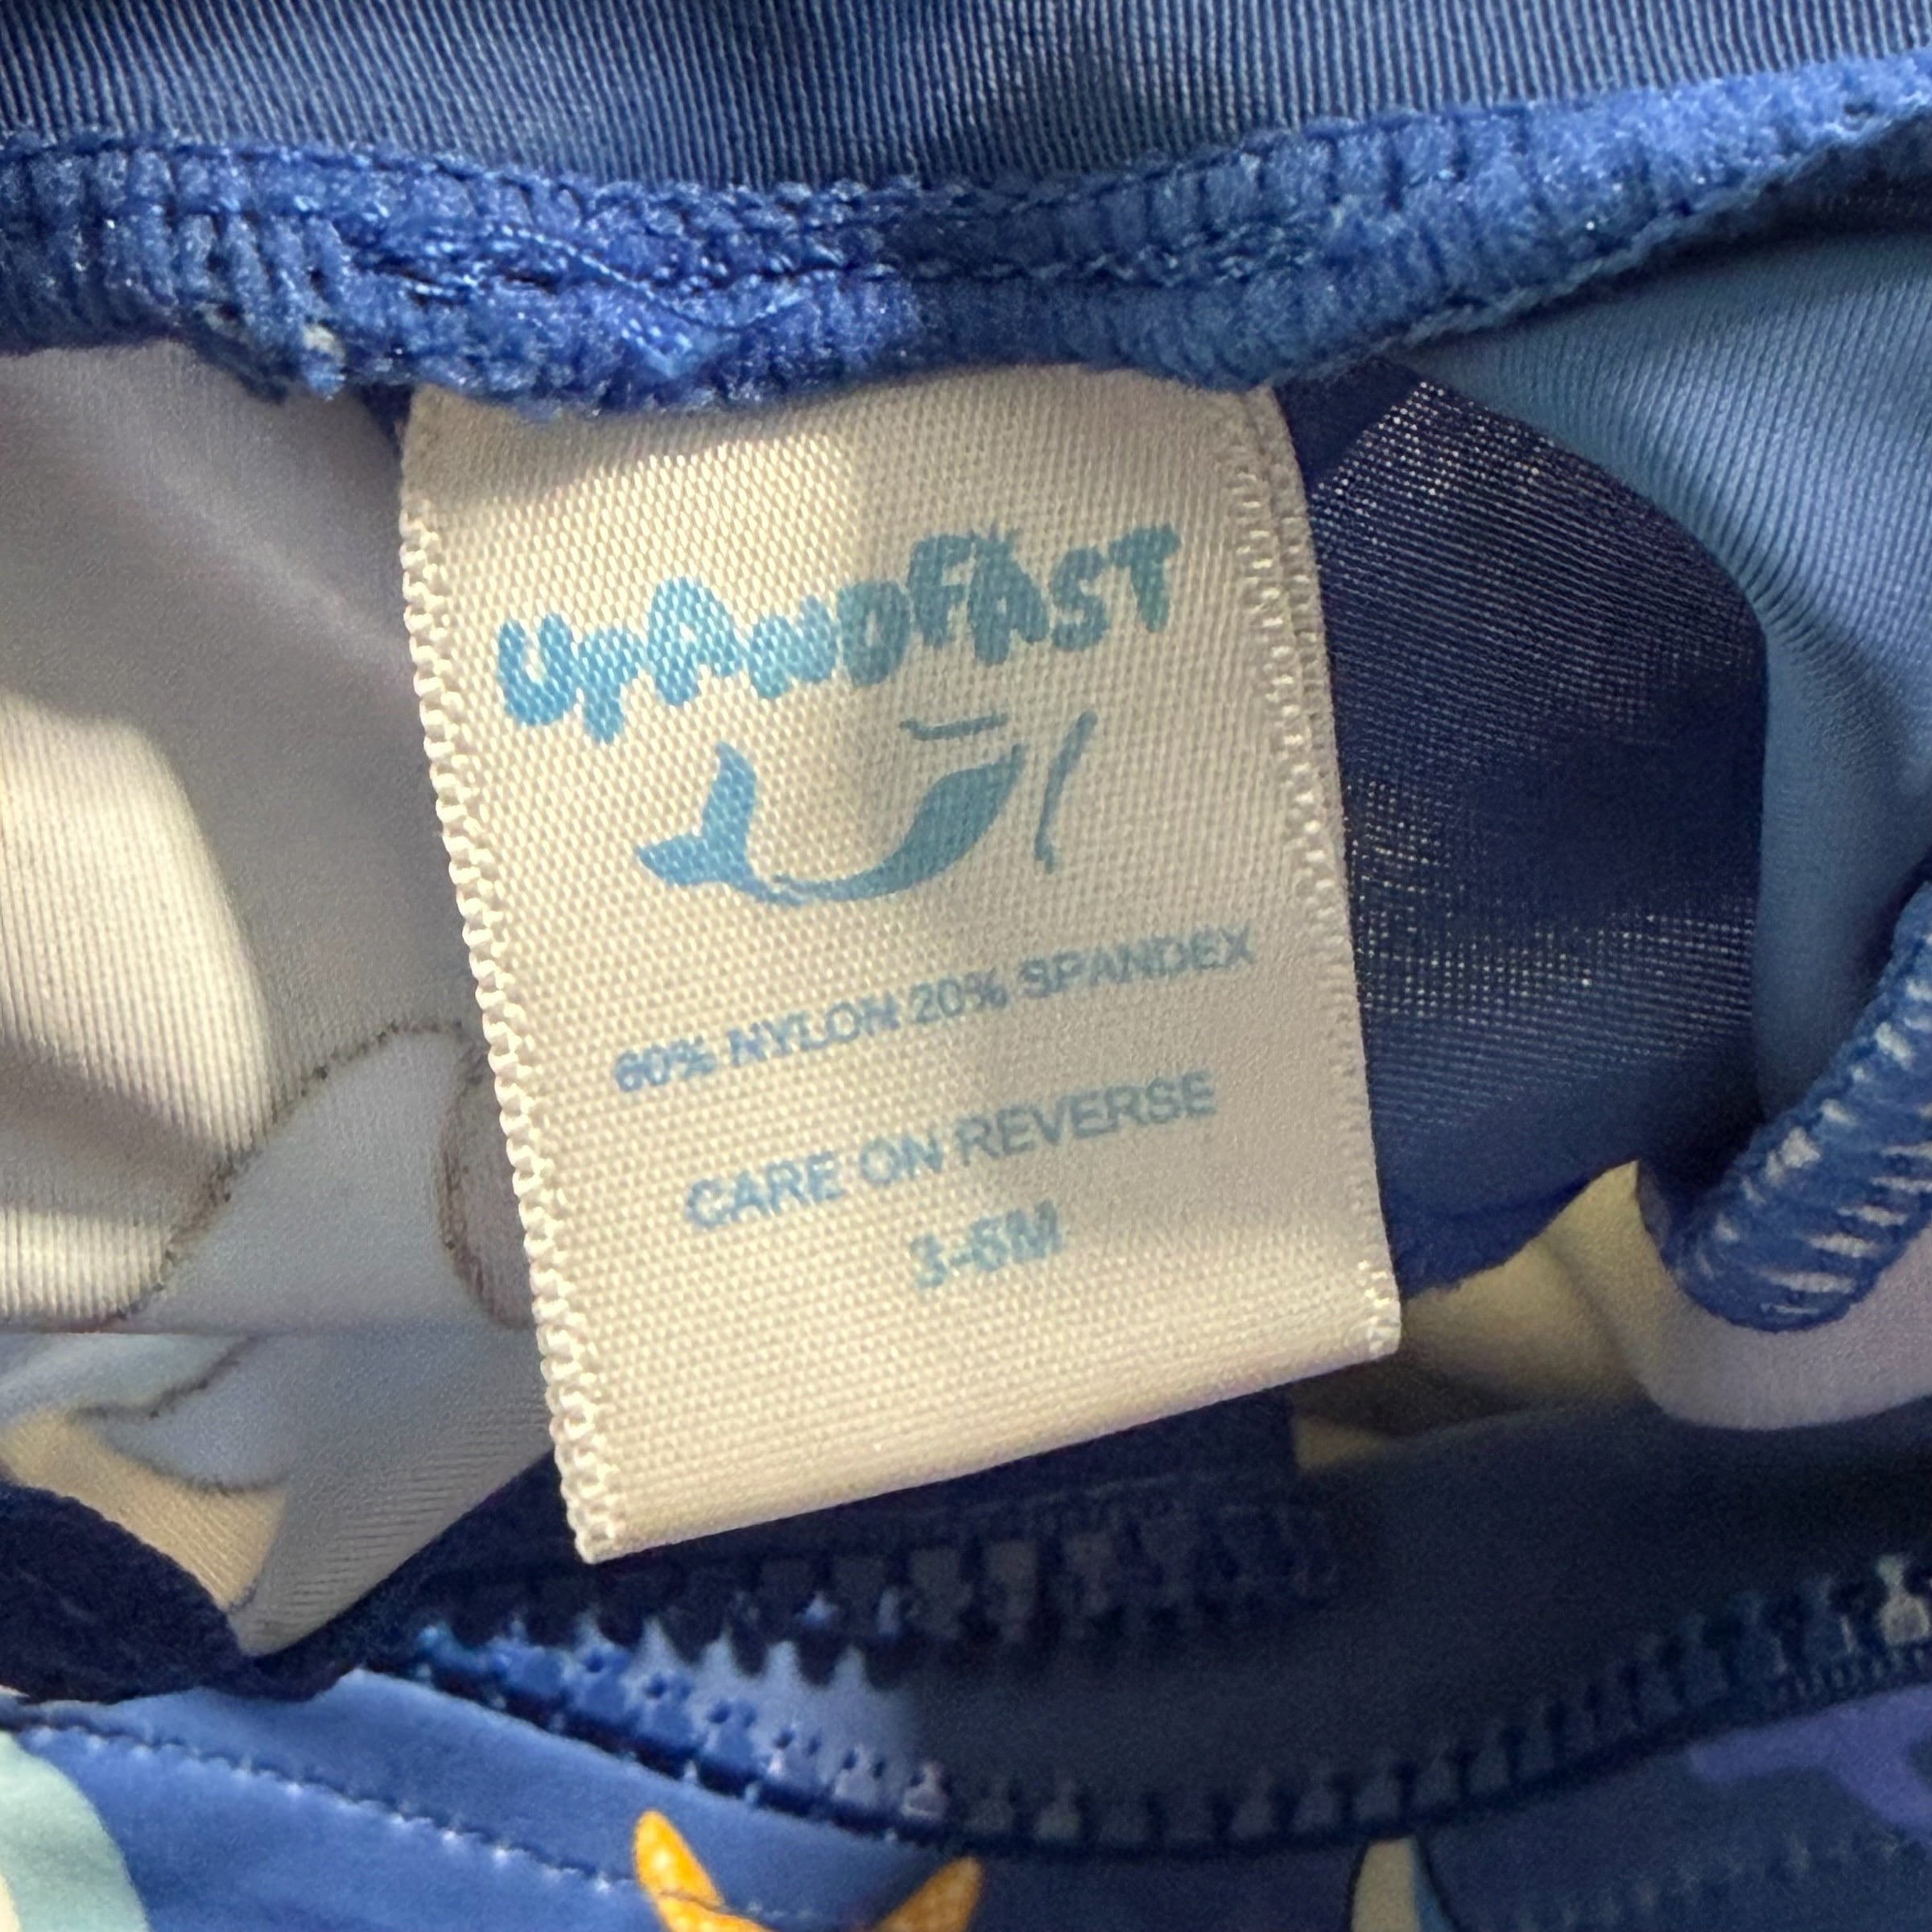 UPANDFAST
80% NYLON 20% SPANDEX
CARE ON REVERSE
3-6M